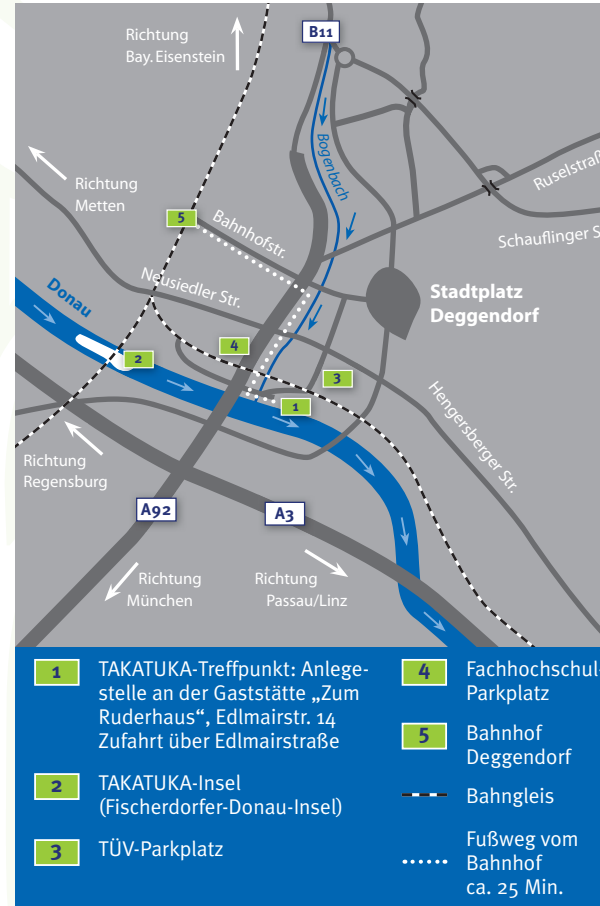 Richtung
Bay. Eisenstein
B11
Bogenbach
Richtung
Metten
Ruselstraß
5
Bahnhofstr.
Schauflinger S
Neusiedler Str.
Donau
Stadtplatz
Deggendorf
4
2
3
1
Hengersberger Str.
Richtung
Regensburg
A92
A3
Richtung
München
Richtung
Passau/Linz
1
TAKATUKA-Treffpunkt: Anlege-
stelle an der Gaststätte „Zum
Ruderhaus“, Edlmairstr. 14
Zufahrt über Edlmairstraße
2
TAKATUKA-Insel
(Fischerdorfer-Donau-Insel)
3
TÜV-Parkplatz
4
Fachhochschul-
Parkplatz
5
Bahnhof
Deggendorf
Bahngleis
Fußweg vom
Bahnhof
ca. 25 Min.